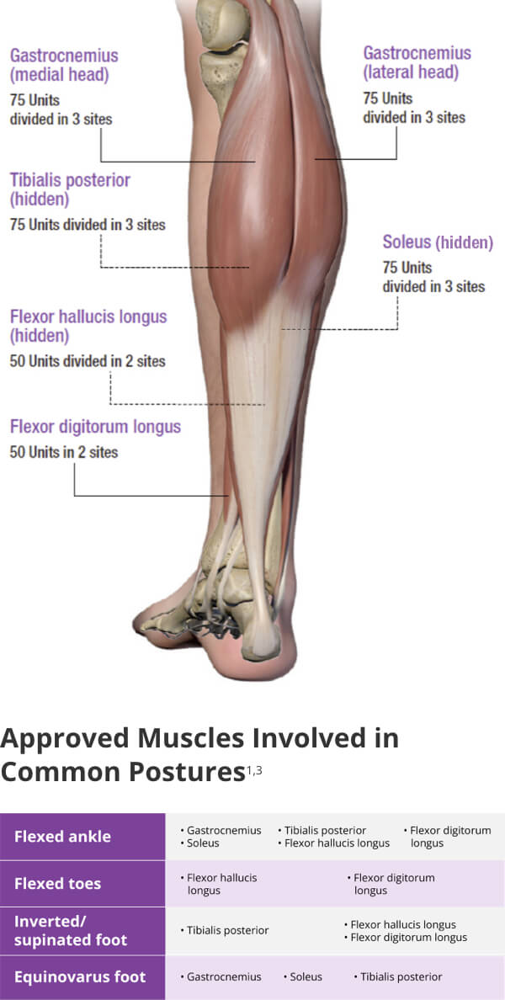 Gastrocnemius
(medial head)
75 Units
divided in 3 sites
Gastrocnemius
(lateral head)
75 Units
divided in 3 sites
Tibialis posterior
(hidden)
75 Units divided in 3 sites
Soleus (hidden)
75 Units
divided in 3 sites
Flexor hallucis longus
(hidden)
50 Units divided in 2 sites
Flexor digitorum longus
50 Units in 2 sites
Approved Muscles Involved in
Common Postures1,3
Flexed ankle
• Gastrocnemius
• Soleus
• Tibialis posterior
• Flexor hallucis longus
• Flexor digitorum
longus
Flexed toes
• Flexor hallucis
longus
• Flexor digitorum
longus
Inverted/
supinated foot
• Tibialis posterior
• Flexor hallucis longus
• Flexor digitorum longus
Equinovarus foot
• Gastrocnemius
• Soleus
• Tibialis posterior